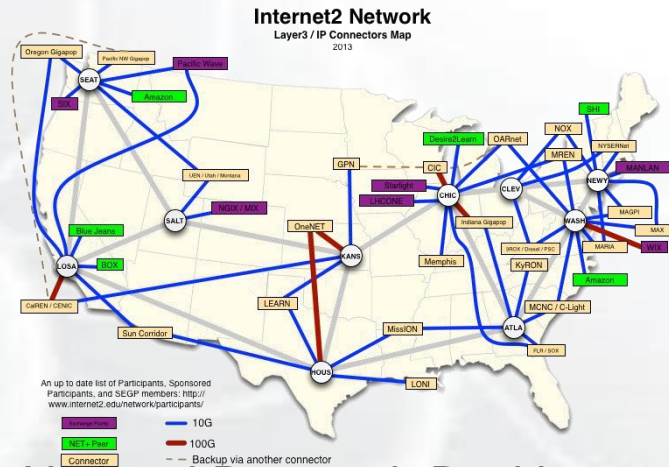 Internet2 Network
Layer3 / IP Connectors Map
2013
Oregon Gigapop
Pacific NW Gigapop
Pacific Wave
SEAT
SIX
Amazon
SHI
Desire2Learn
OARnet
NOX
NYSERNet
MREN
GPN
CIC
MANLAN
UEN / Utah / Montana
Starlight
LHCONE
CHIC
CLEV
NEWY
NGIX / MIX
SALT
OneNET
Indiana Gigapop
WASH
MAGPI
MAX
Blue Jeans
LOSA
BOX
KANS
Memphis
KyRON
MARIA
WIX
Amazon
CalREN / CENIC
LEARN
MCNC / C-Light
Sun Corridor
MissION
ATLA
FLR / SOX
HOUS
LONI
An up to date list of Participants, Sponsored
Participants, and SEGP members: http://
www.internet2.edu/network/participants/
Exchange Points
10G
NET+ Peer
100G
Connector
Backup via another connector